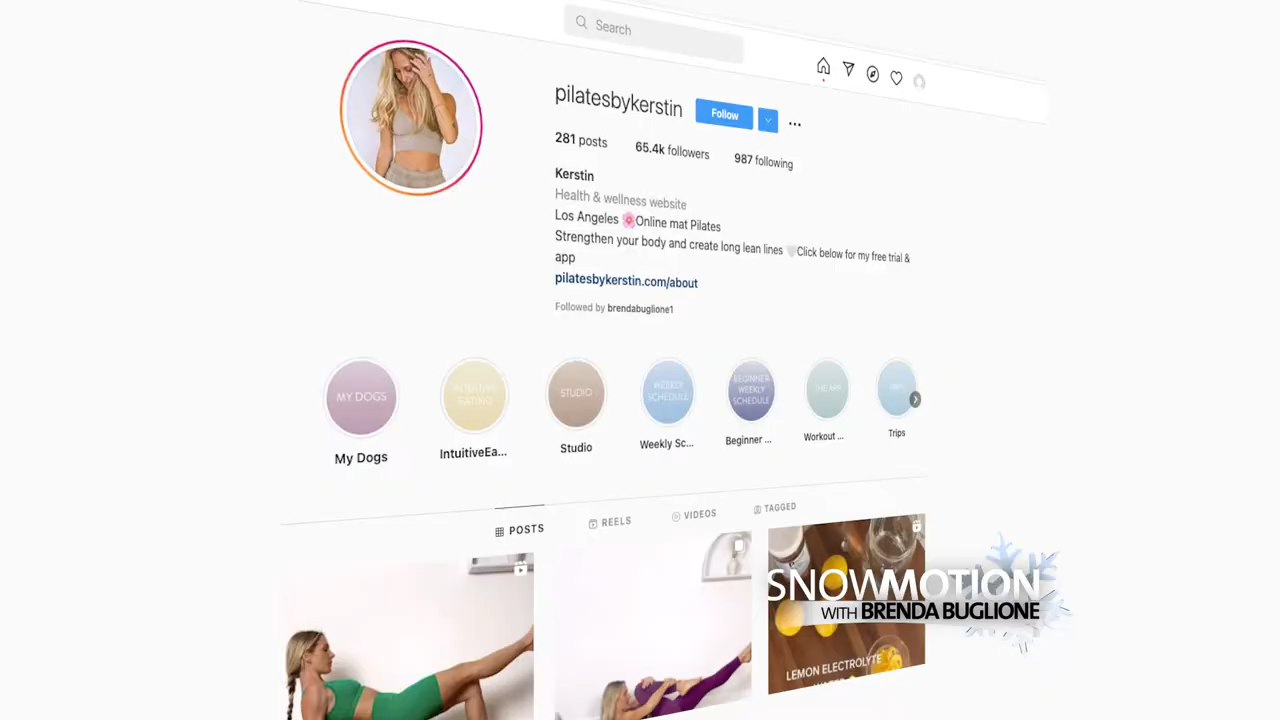 Search
pilatesbykerstin
Follow
281 posts
65.4k followers
987 following
Kerstin
Health & wellness website
Los Angeles 🌸Online mat Pilates
Strengthen your body and create long lean lines 🤍Click below for my free trial &
app
pilatesbykerstin.com/about
Followed by brendabuglione1
MY DOGS
INTUITIVE
EATING
STUDIO
WEEKLY
SCHEDULE
BEGINNER
WEEKLY
SCHEDULE
My Dogs
IntuitiveEa...
Studio
Weekly Sc...
Beginner ...
Workout ...
Trips
POSTS
REELS
VIDEOS
TAGGED
SNOWMOTION
WITH BRENDA BUGLIONE
LEMON ELECTROLYTE